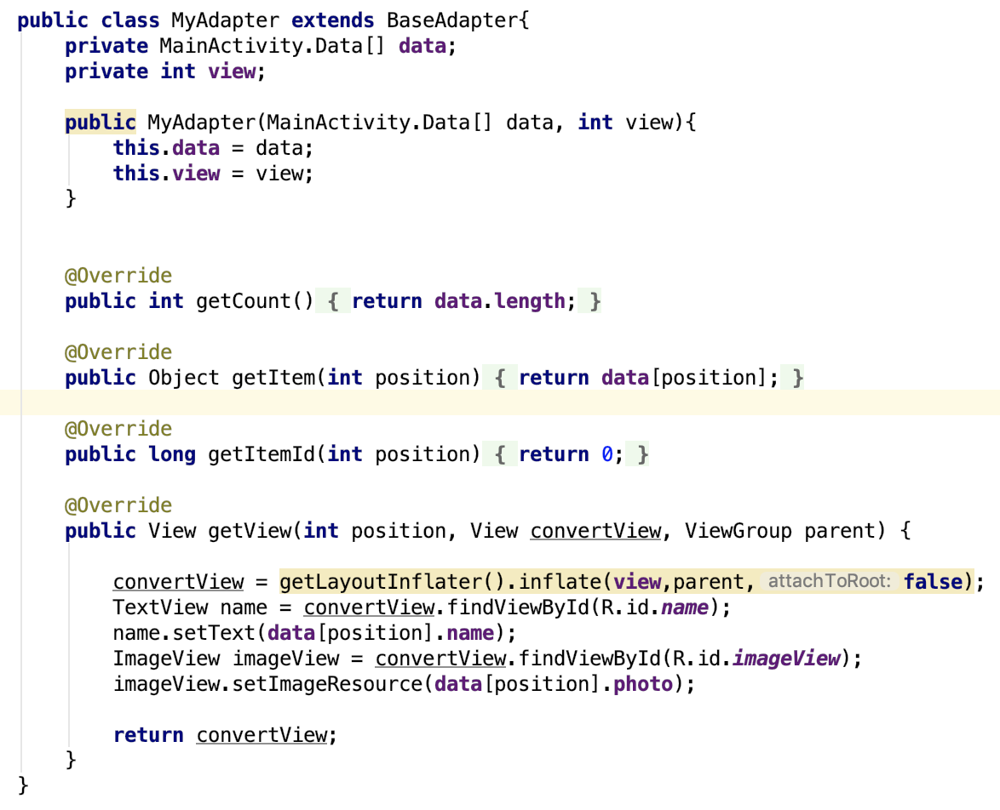 public class MyAdapter extends BaseAdapter{
private MainActivity.Data[] data;
private int view;
public MyAdapter(MainActivity.Data[] data, int view){
this.data = data;
this.view = view;
}
@Override
public int getCount() { return data.length; }
@Override
public Object getItem(int position) { return data[position]; }
@Override
public long getItemId(int position) { return 0; }
@Override
public View getView(int position, View convertView, ViewGroup parent) {
convertView = getLayoutInflater().inflate(view,parent, attachToRoot: false);
TextView name = convertView.findViewById(R.id.name);
name.setText(data[position].name);
ImageView imageView = convertView.findViewById(R.id.imageView);
imageView.setImageResource(data[position].photo);
return convertView;
}
}